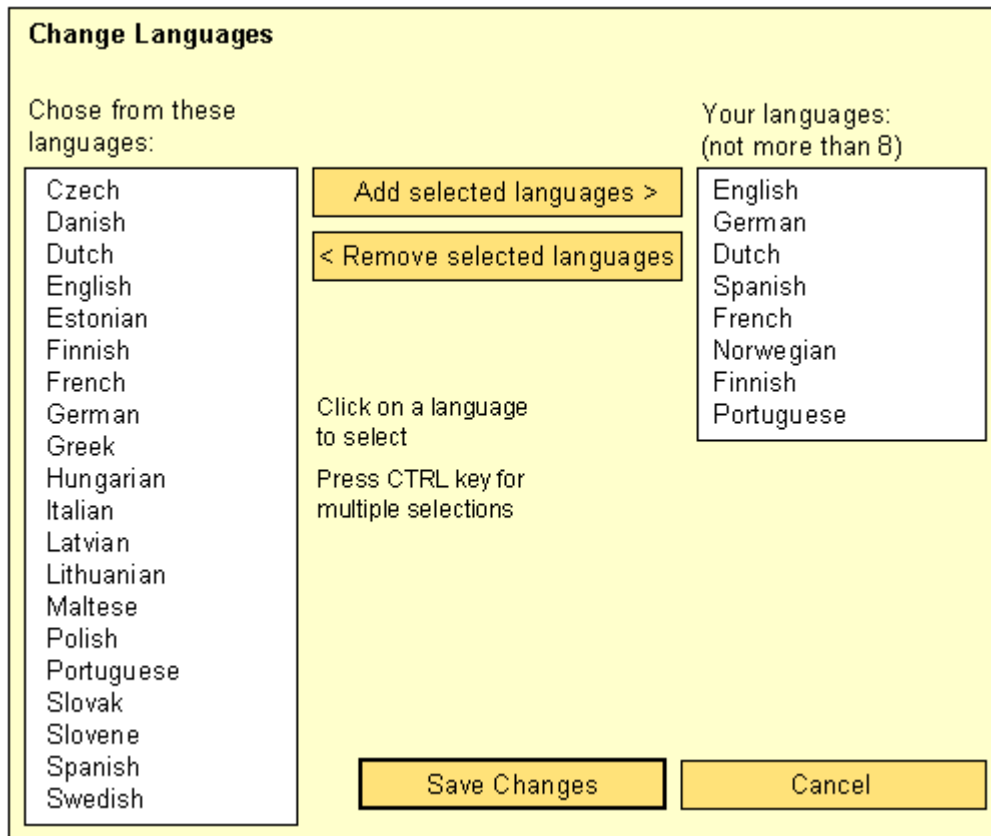 Change Languages
Chose from these
languages:
Czech
Danish
Dutch
English
Estonian
Finnish
French
German
Greek
Hungarian
Italian
Latvian
Lithuanian
Maltese
Polish
Portuguese
Slovak
Slovene
Spanish
Swedish
Add selected languages >
< Remove selected languages
Click on a language
to select
Press CTRL key for
multiple selections
Your languages:
(not more than 8)
English
German
Dutch
Spanish
French
Norwegian
Finnish
Portuguese
Save Changes
Cancel